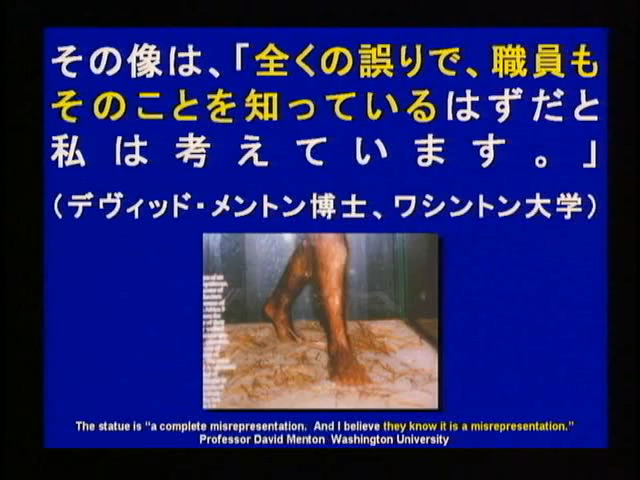 その像は、「全くの誤りで、職員も
そのことを知っているはずだと
私は考えています。」
（デヴィッド・メントン博士、ワシントン大学）
The statue is “a complete misrepresentation. And I believe they know it is a misrepresentation.”
Professor David Menton Washington University